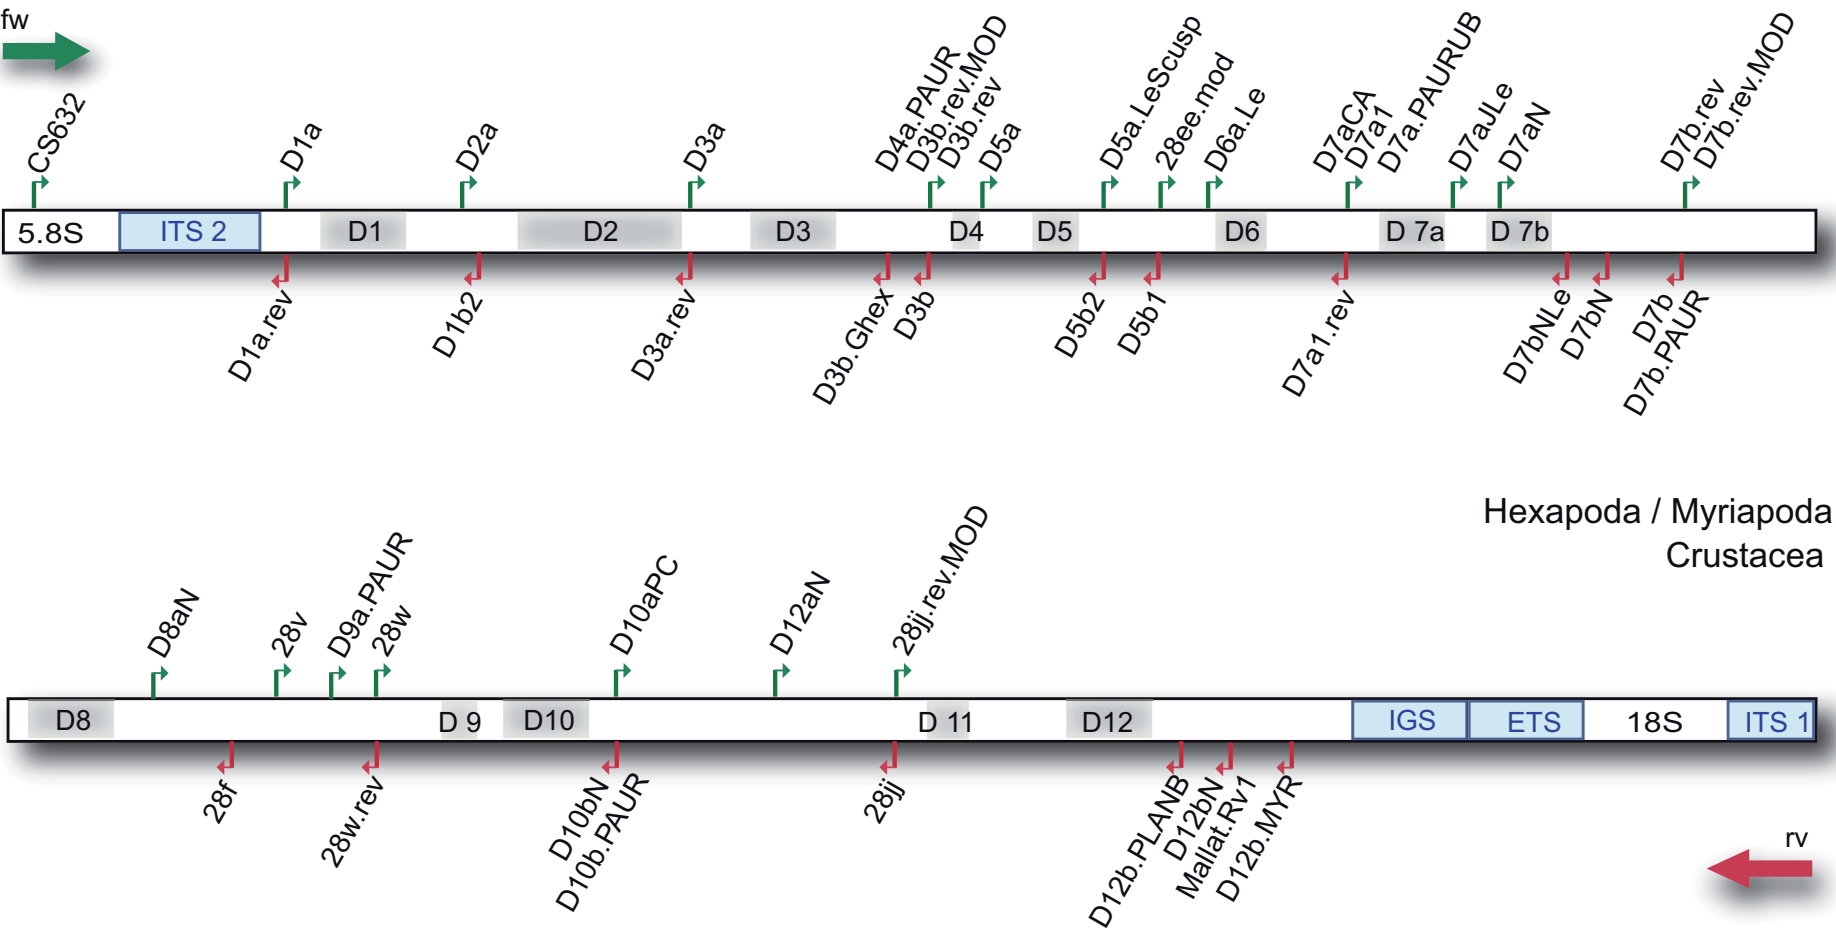 fw
CS632
D1a
D2a
D3a
D4a.PAUR
D3b.rev.MOD
D3b.rev
D5a
D5a.LeScusp
28ee.mod
D6a.Le
D7aCA
D7a1
D7a.PAURUB
D7aJLe
D7aN
D7b.rev
D7b.rev.MOD
5.8S ITS 2 D1 D2 D3 D4 D5 D6 D 7a D 7b
D1a.rev
D1b2
D3a.rev
D3b.Ghex
D3b
D5b2
D5b1
D7a1.rev
D7bNLe
D7bN
D7b
D7b.PAUR
Hexapoda / Myriapoda
Crustacea
D8aN
28v
D9a.PAUR
28w
D10aPC
D12aN
28jj.rev.MOD
D8 D 9 D10 D 11 D12 IGS ETS 18S ITS 1
28f
28w.rev
D10bN
D10b.PAUR
28jj
D12b.PLANB
D12bN
Mallat.Rv1
D12b.MYR
rv